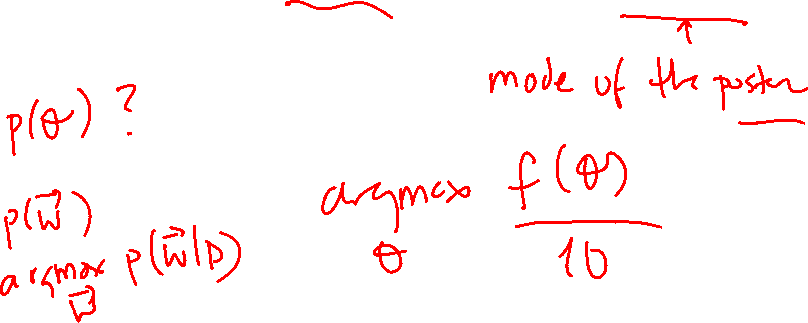 mode of the poster
p(θ) ?
p(w⃗)
argmax p(w⃗|D)
w⃗
argmax f(θ)
θ 10